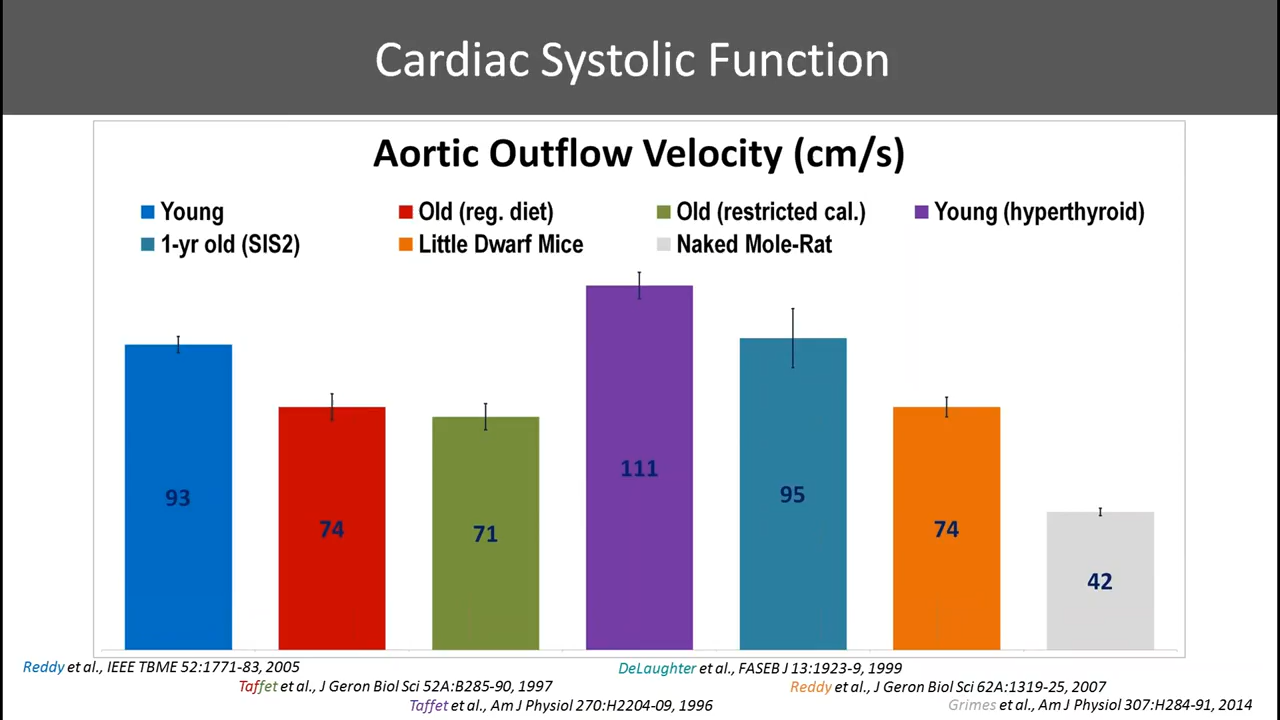 Cardiac Systolic Function
Aortic Outflow Velocity (cm/s)
Young
Old (reg. diet)
Old (restricted cal.)
Young (hyperthyroid)
1-yr old (SIS2)
Little Dwarf Mice
Naked Mole-Rat
93
74
71
111
95
74
42
Reddy et al., IEEE TBME 52:1771-83, 2005
DeLaughter et al., FASEB J 13:1923-9, 1999
Taffet et al., J Geron Biol Sci 52A:B285-90, 1997
Reddy et al., J Geron Biol Sci 62A:1319-25, 2007
Taffet et al., Am J Physiol 270:H2204-09, 1996
Grimes et al., Am J Physiol 307:H284-91, 2014